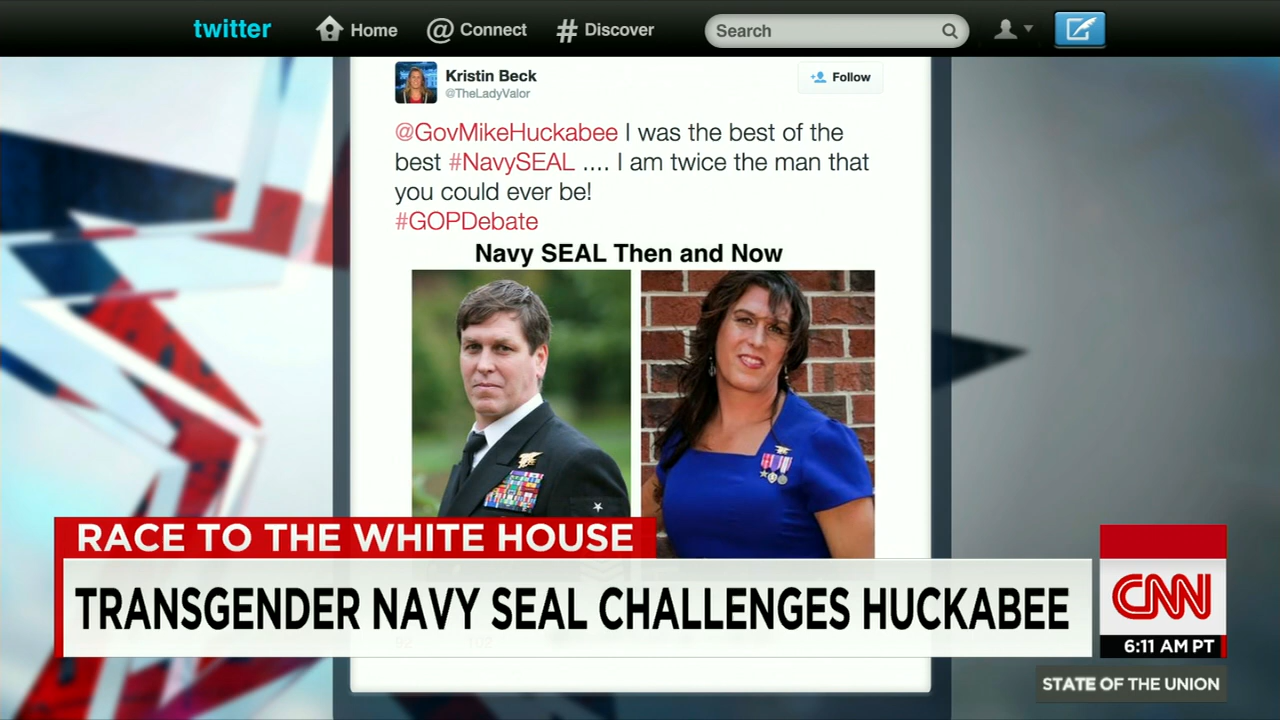 twitter Home @ Connect # Discover Search
Kristin Beck
@TheLadyValor
Follow
@GovMikeHuckabee I was the best of the
best #NavySEAL .... I am twice the man that
you could ever be!
#GOPDebate
Navy SEAL Then and Now
RACE TO THE WHITE HOUSE
TRANSGENDER NAVY SEAL CHALLENGES HUCKABEE
92 102
CNN
6:11 AM PT
STATE OF THE UNION